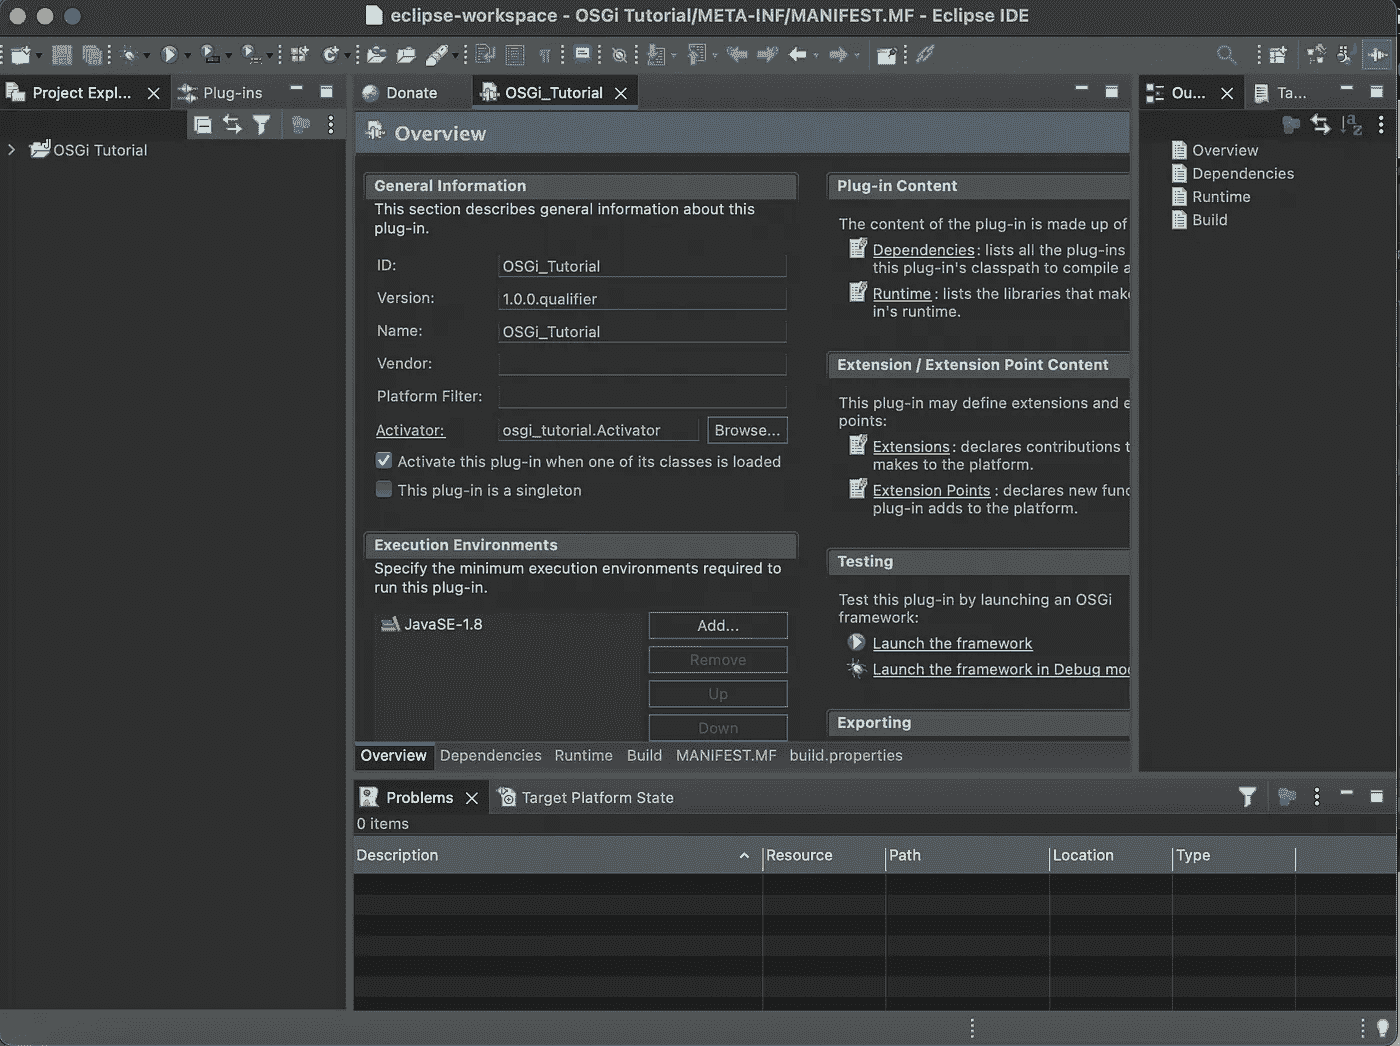 eclipse-workspace - OSGi Tutorial/META-INF/MANIFEST.MF - Eclipse IDE
Project Expl...
Plug-ins
Donate
OSGi_Tutorial
Ou...
Ta...
OSGi Tutorial
Overview
General Information
This section describes general information about this
plug-in.
ID:
OSGi_Tutorial
Version:
1.0.0.qualifier
Name:
OSGi_Tutorial
Vendor:
Platform Filter:
Activator:
osgi_tutorial.Activator
Browse...
Activate this plug-in when one of its classes is loaded
This plug-in is a singleton
Execution Environments
Specify the minimum execution environments required to
run this plug-in.
JavaSE-1.8
Add...
Remove
Up
Down
Plug-in Content
The content of the plug-in is made up of
Dependencies: lists all the plug-ins
this plug-in's classpath to compile a
Runtime : lists the libraries that mak
in's runtime.
Extension / Extension Point Content
This plug-in may define extensions and e
points:
Extensions : declares contributions t
makes to the platform.
Extension Points : declares new func
plug-in adds to the platform.
Testing
Test this plug-in by launching an OSGi
framework:
Launch the framework
Launch the framework in Debug mo
Exporting
Overview
Dependencies
Runtime
Build
Overview Dependencies Runtime Build MANIFEST.MF build.properties
Problems
Target Platform State
0 items
Description Resource Path Location Type